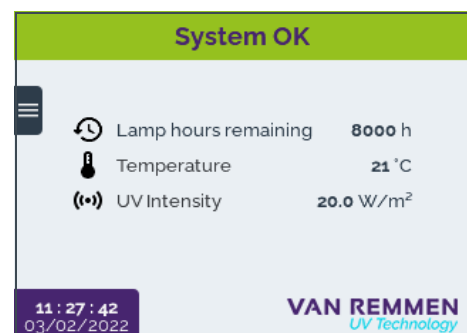 System OK
Lamp hours remaining 8000 h
Temperature 21 °C
UV Intensity 20.0 W/m²
11:27:42
03/02/2022
VAN REMMEN
UV Technology